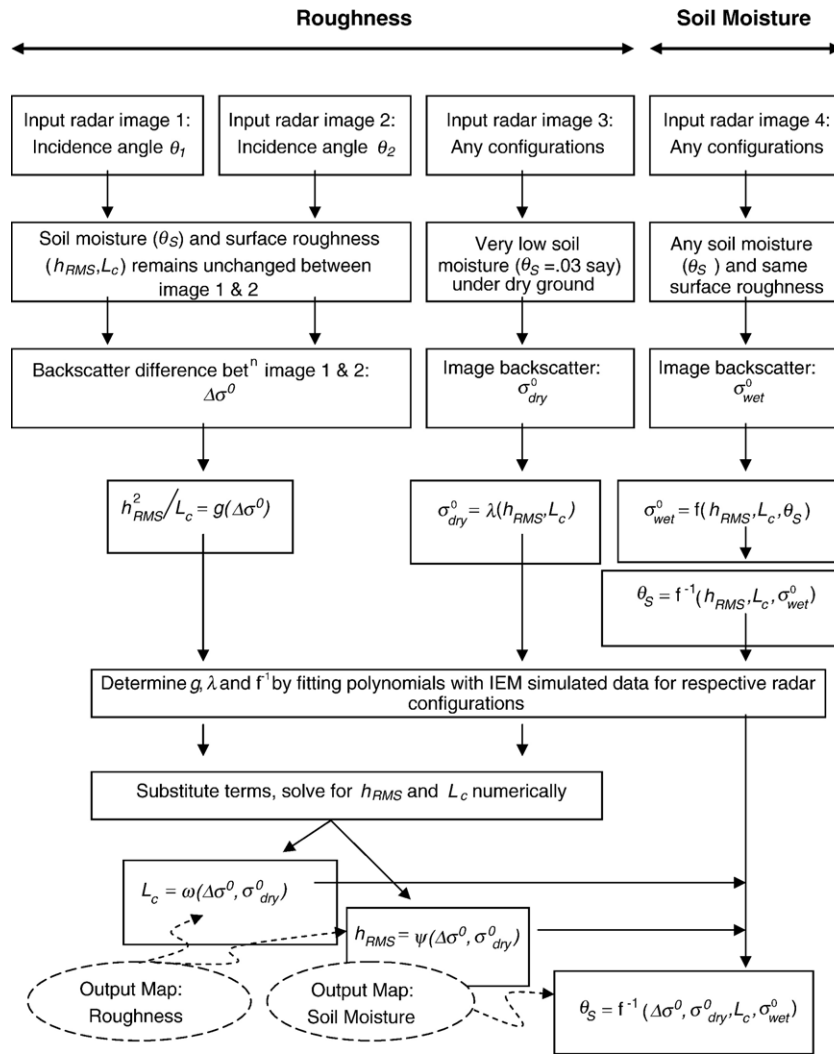 Roughness
Soil Moisture
Input radar image 1:
Incidence angle θ1
Input radar image 2:
Incidence angle θ2
Input radar image 3:
Any configurations
Input radar image 4:
Any configurations
Soil moisture (θS) and surface roughness
(hRMS,Lc) remains unchanged between
image 1 & 2
Very low soil
moisture (θS =.03 say)
under dry ground
Any soil moisture
(θS ) and same
surface roughness
Backscatter difference betⁿ image 1 & 2:
Δσ⁰
Image backscatter:
σ⁰dry
Image backscatter:
σ⁰wet
h²RMS/Lc = g(Δσ⁰)
σ⁰dry = λ(hRMS,Lc)
σ⁰wet = f(hRMS,Lc,θS)
θS = f⁻¹(hRMS,Lc,σ⁰wet)
Determine g, λ and f⁻¹ by fitting polynomials with IEM simulated data for respective radar
configurations
Substitute terms, solve for hRMS and Lc numerically
Lc = ω(Δσ⁰, σ⁰dry)
hRMS = ψ(Δσ⁰, σ⁰dry)
Output Map:
Roughness
Output Map:
Soil Moisture
θS = f⁻¹ (Δσ⁰, σ⁰dry, Lc, σ⁰wet)